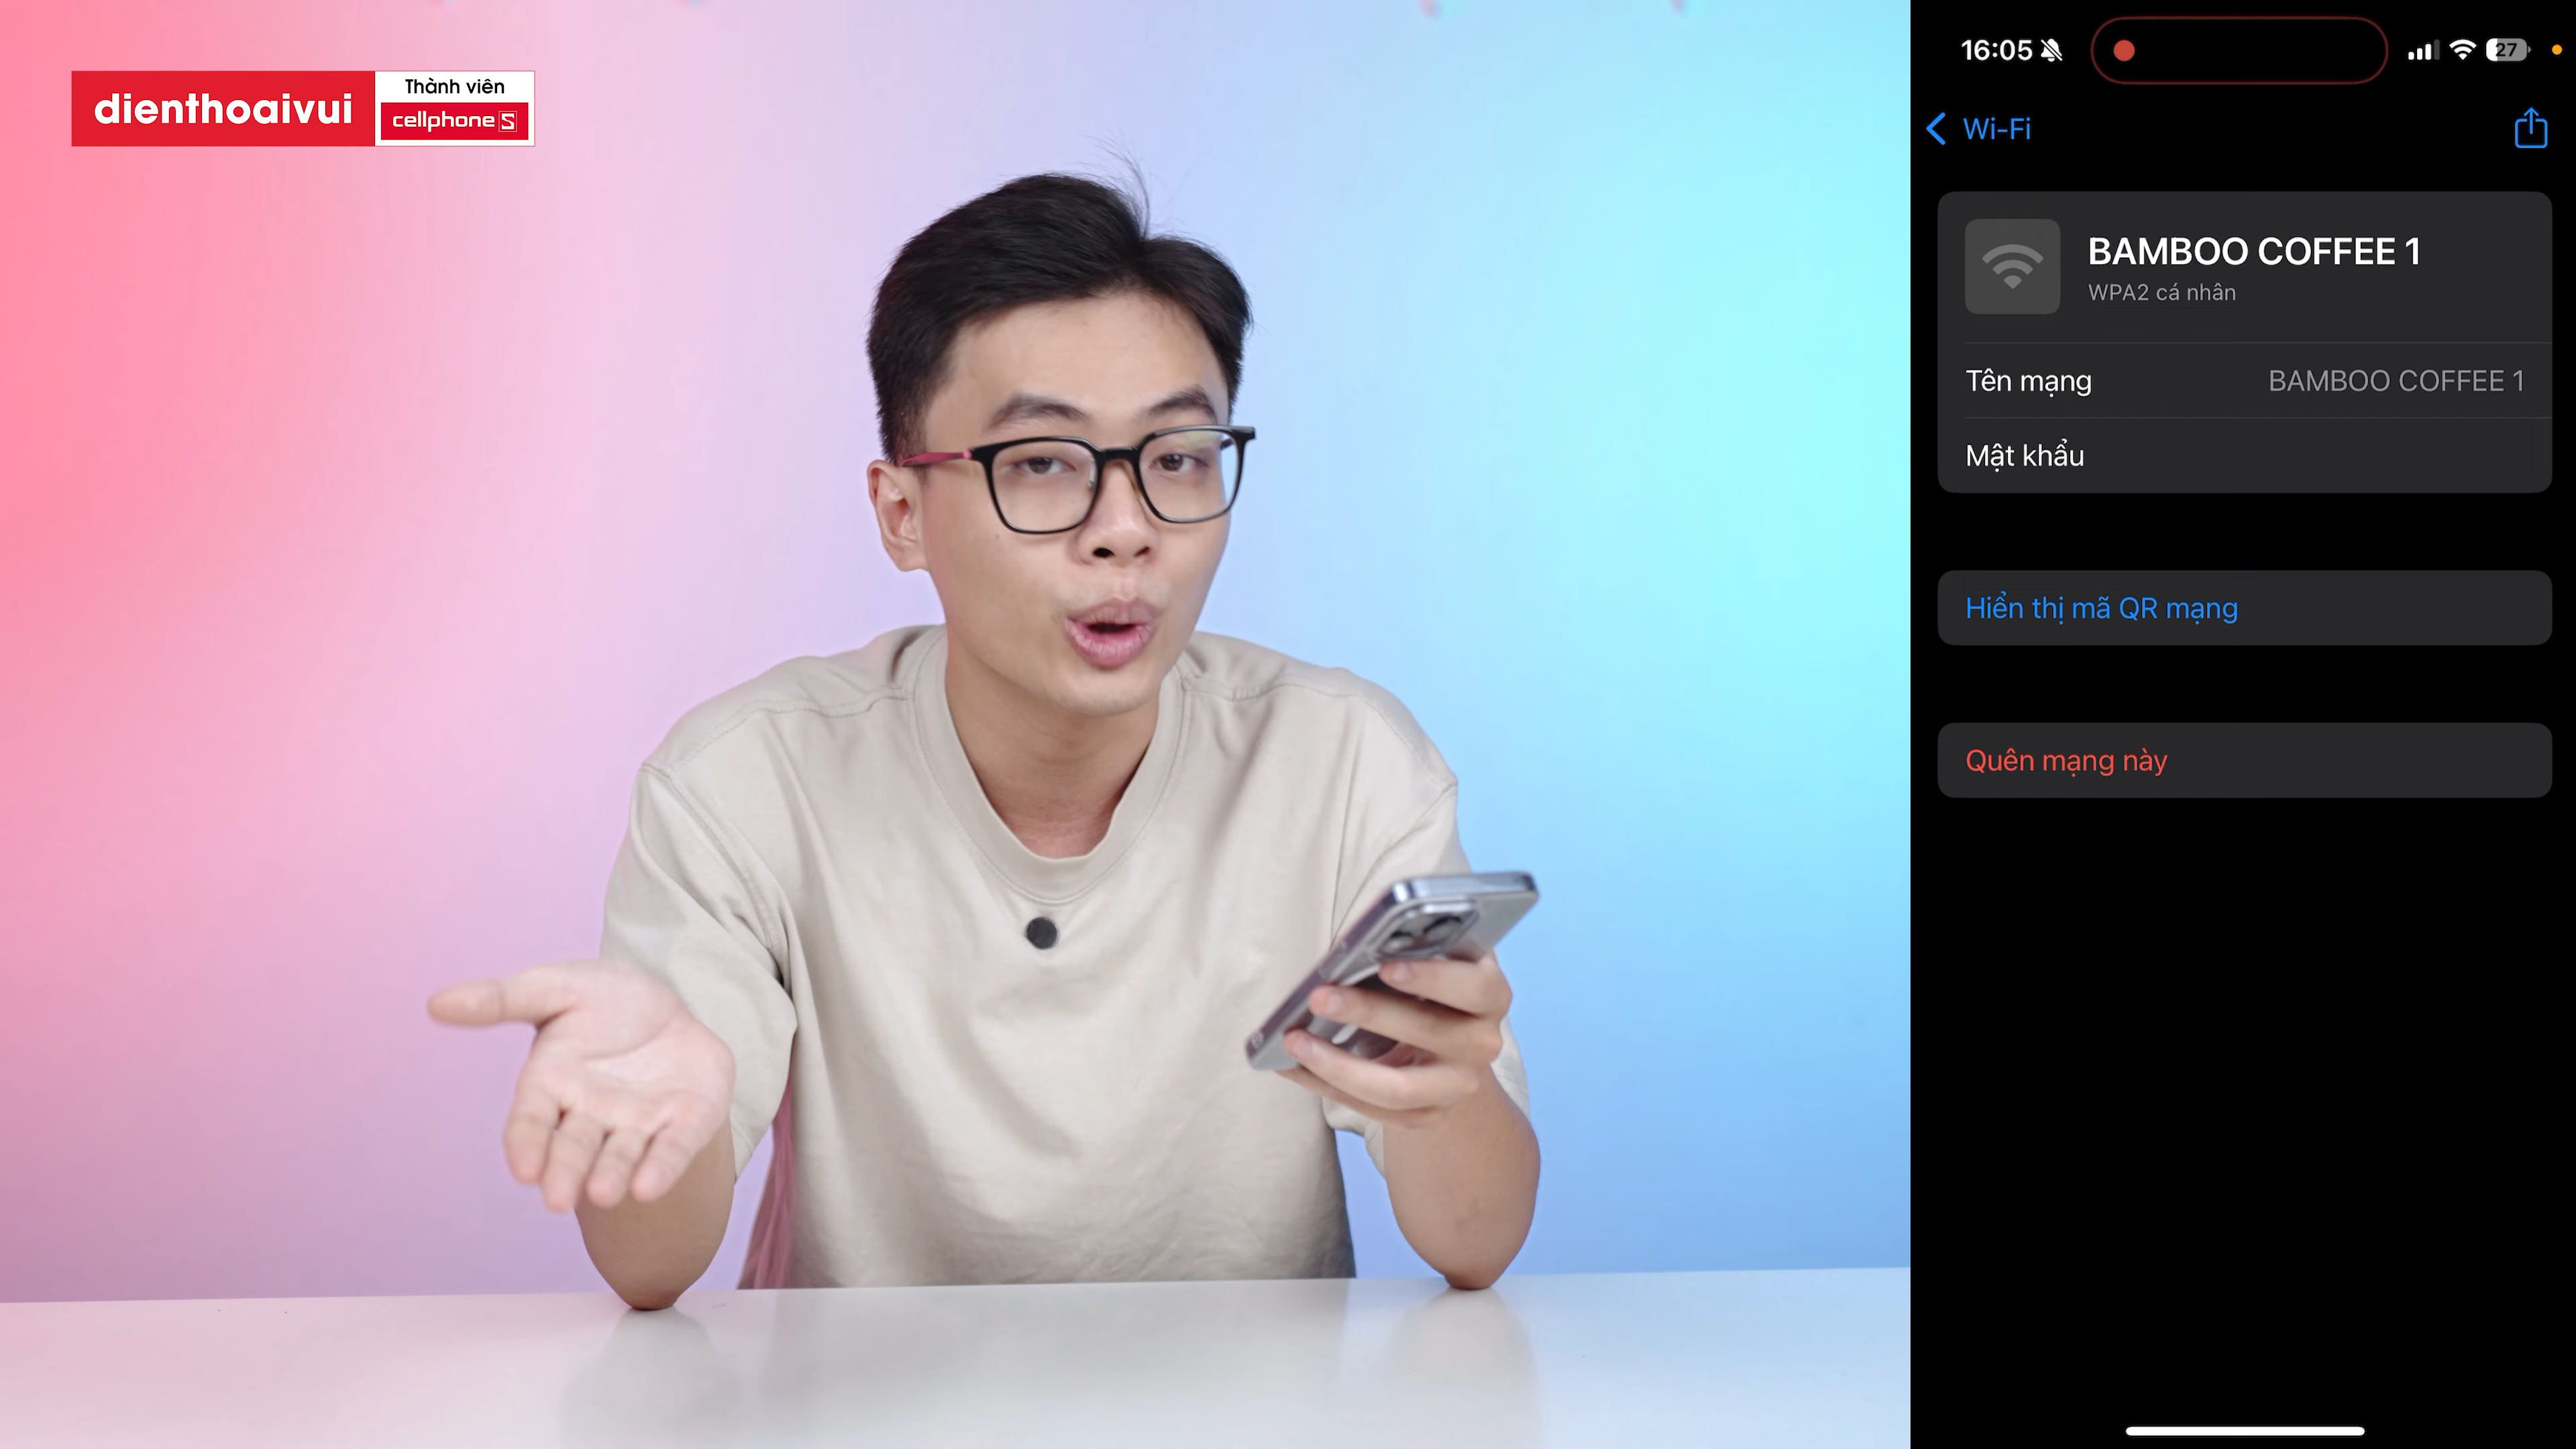 dienthoaivui
Thành viên
cellphoneS
16:05
27
Wi-Fi
BAMBOO COFFEE 1
WPA2 cá nhân
Tên mạng BAMBOO COFFEE 1
Mật khẩu
Hiển thị mã QR mạng
Quên mạng này